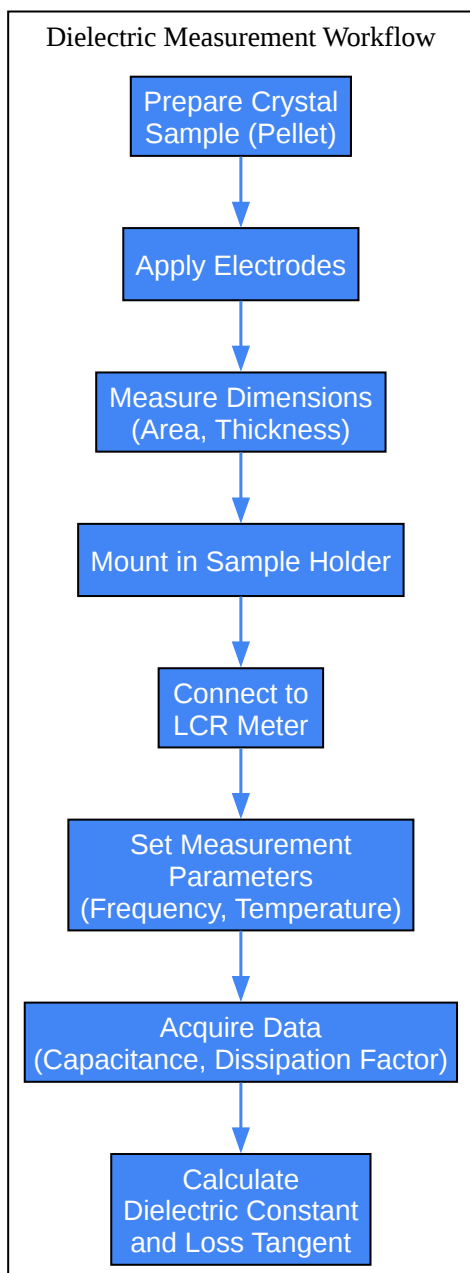 Dielectric Measurement Workflow
Prepare Crystal
Sample (Pellet)
Apply Electrodes
Measure Dimensions
(Area, Thickness)
Mount in Sample Holder
Connect to
LCR Meter
Set Measurement
Parameters
(Frequency, Temperature)
Acquire Data
(Capacitance, Dissipation Factor)
Calculate
Dielectric Constant
and Loss Tangent